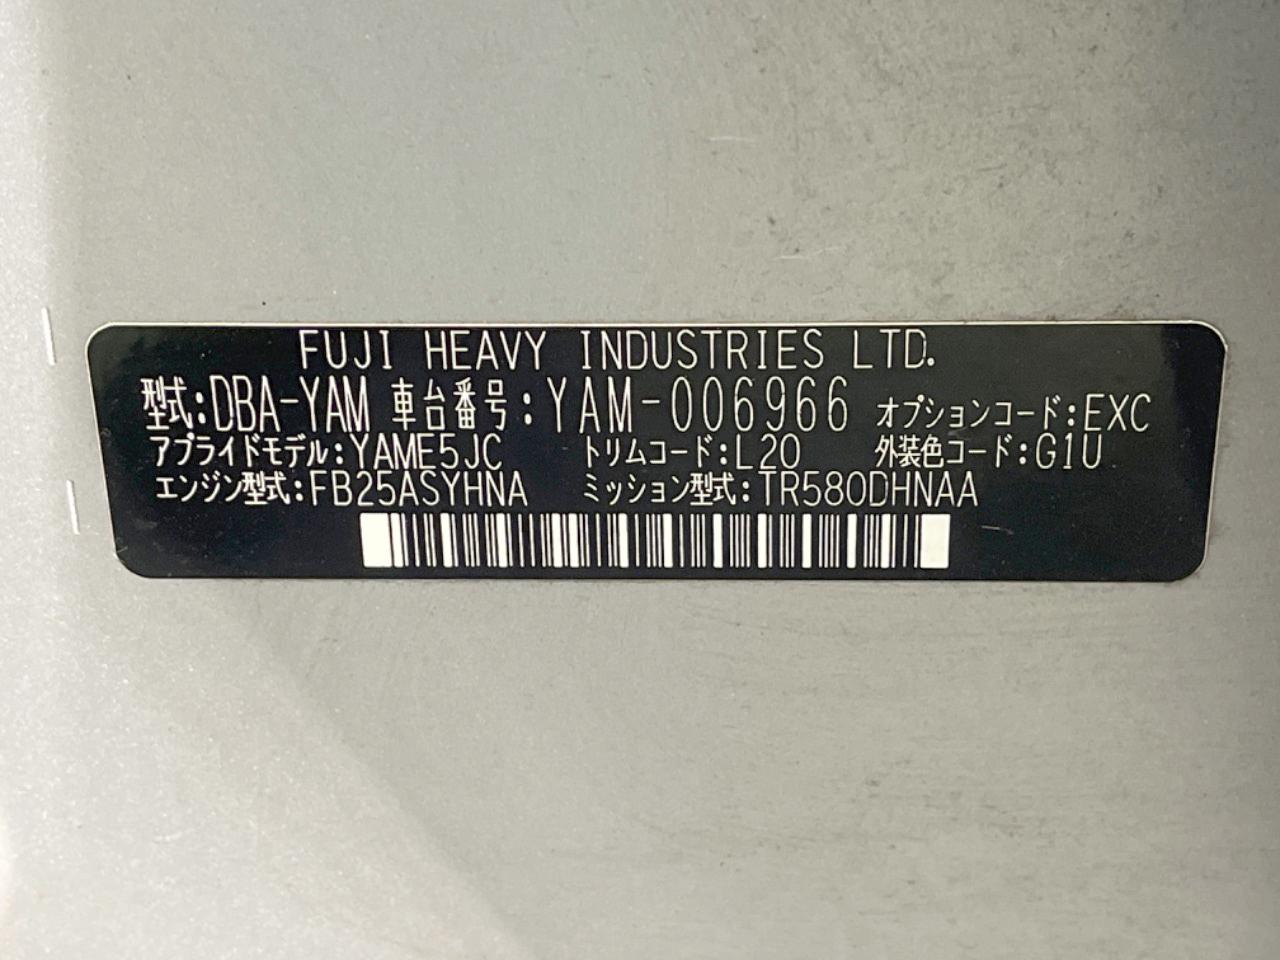 FUJI HEAVY INDUSTRIES LTD.
型式:DBA-YAM 車台番号:YAM-006966 オプションコード:EXC
アプライドモデル:YAME5JC トリムコード:L20 外装色コード:G1U
エンジン型式:FB25ASYHNA ミッション型式:TR580DHNAA